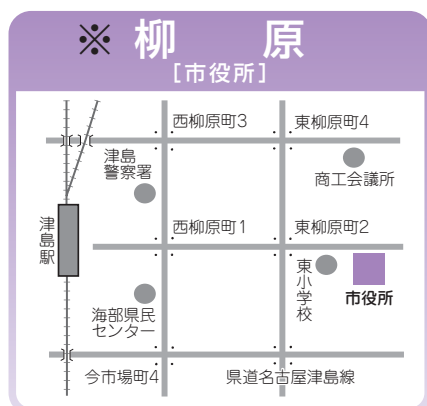 ※ 柳 原
[市役所]
西柳原町3
東柳原町4
津島
警察署
商工会議所
津島駅
西柳原町1
東柳原町2
東小学校
市役所
海部県民
センター
今市場町4
県道名古屋津島線